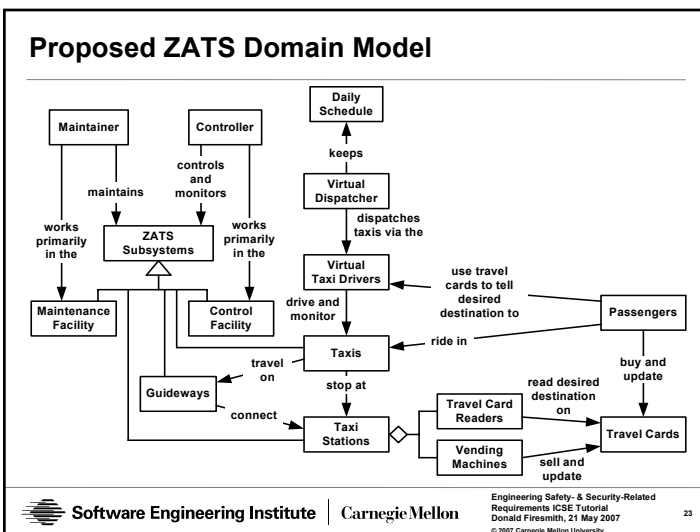 Proposed ZATS Domain Model
Daily
Schedule
Maintainer
Controller
keeps
controls
and
monitors
maintains
Virtual
Dispatcher
dispatches
taxis via the
works
primarily
in the
ZATS
Subsystems
works
primarily
in the
Virtual
Taxi Drivers
use travel
cards to tell
desired
destination to
drive and
monitor
Maintenance
Facility
Control
Facility
Passengers
Taxis
ride in
travel
on
stop at
buy and
update
Guideways
connect
read desired
destination
on
Travel Card
Readers
Taxi
Stations
Travel Cards
Vending
Machines
sell and
update
Software Engineering Institute
Carnegie Mellon
Engineering Safety- & Security-Related
Requirements ICSE Tutorial
Donald Firesmith, 21 May 2007
© 2007 Carnegie Mellon University
23